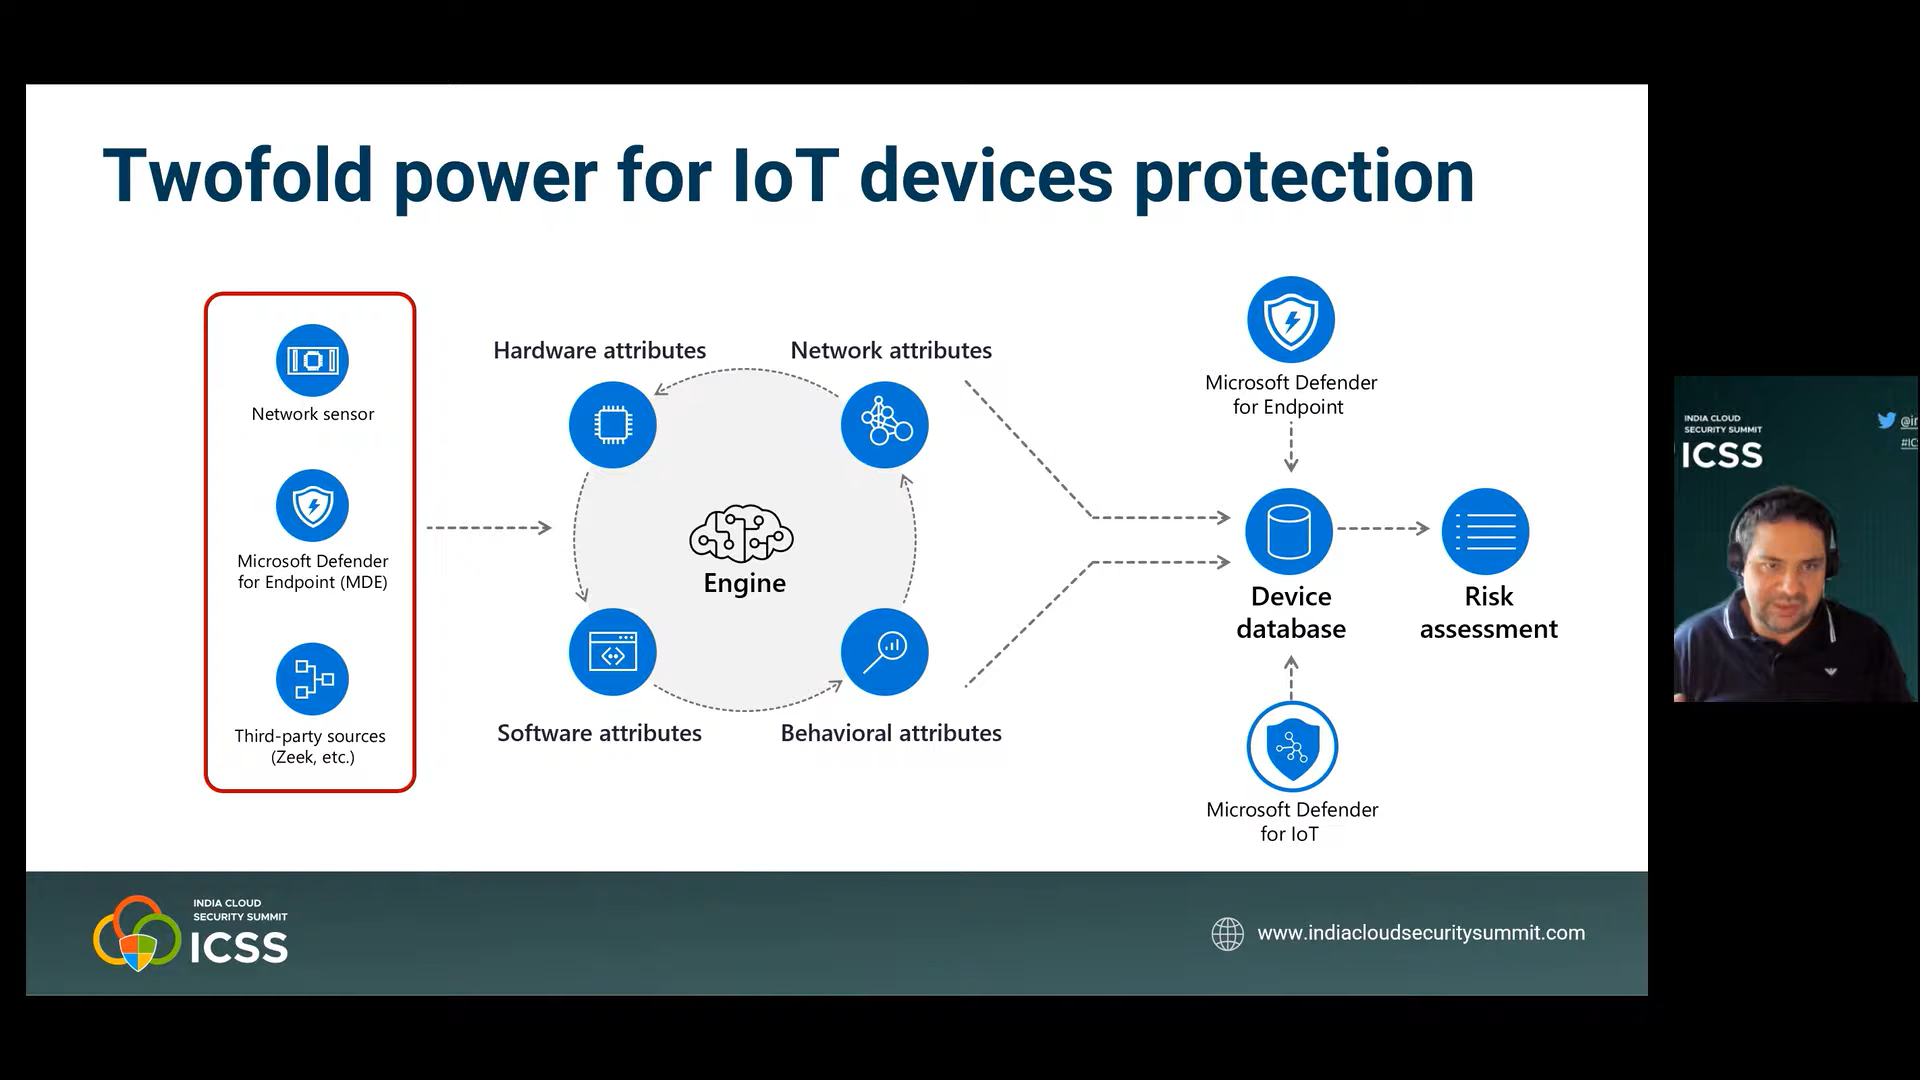 Twofold power for IoT devices protection
Network sensor
Microsoft Defender
for Endpoint (MDE)
Third-party sources
(Zeek, etc.)
Hardware attributes
Network attributes
Engine
Software attributes
Behavioral attributes
Microsoft Defender
for Endpoint
Device
database
Risk
assessment
Microsoft Defender
for IoT
INDIA CLOUD
SECURITY SUMMIT
ICSS
www.indiacloudsecuritysummit.com
INDIA CLOUD
SECURITY SUMMIT
ICSS